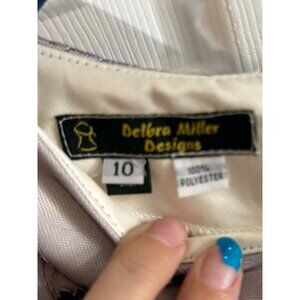 Delbra Miller
Designs
10
100%
POLYESTER